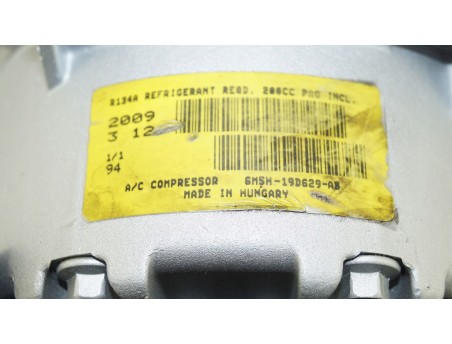 R134A REFRIGERANT REQD. 200CC PAG INCL.
2009
3 12
1/1
94
A/C COMPRESSOR 6M5H-19D629-AB
MADE IN HUNGARY